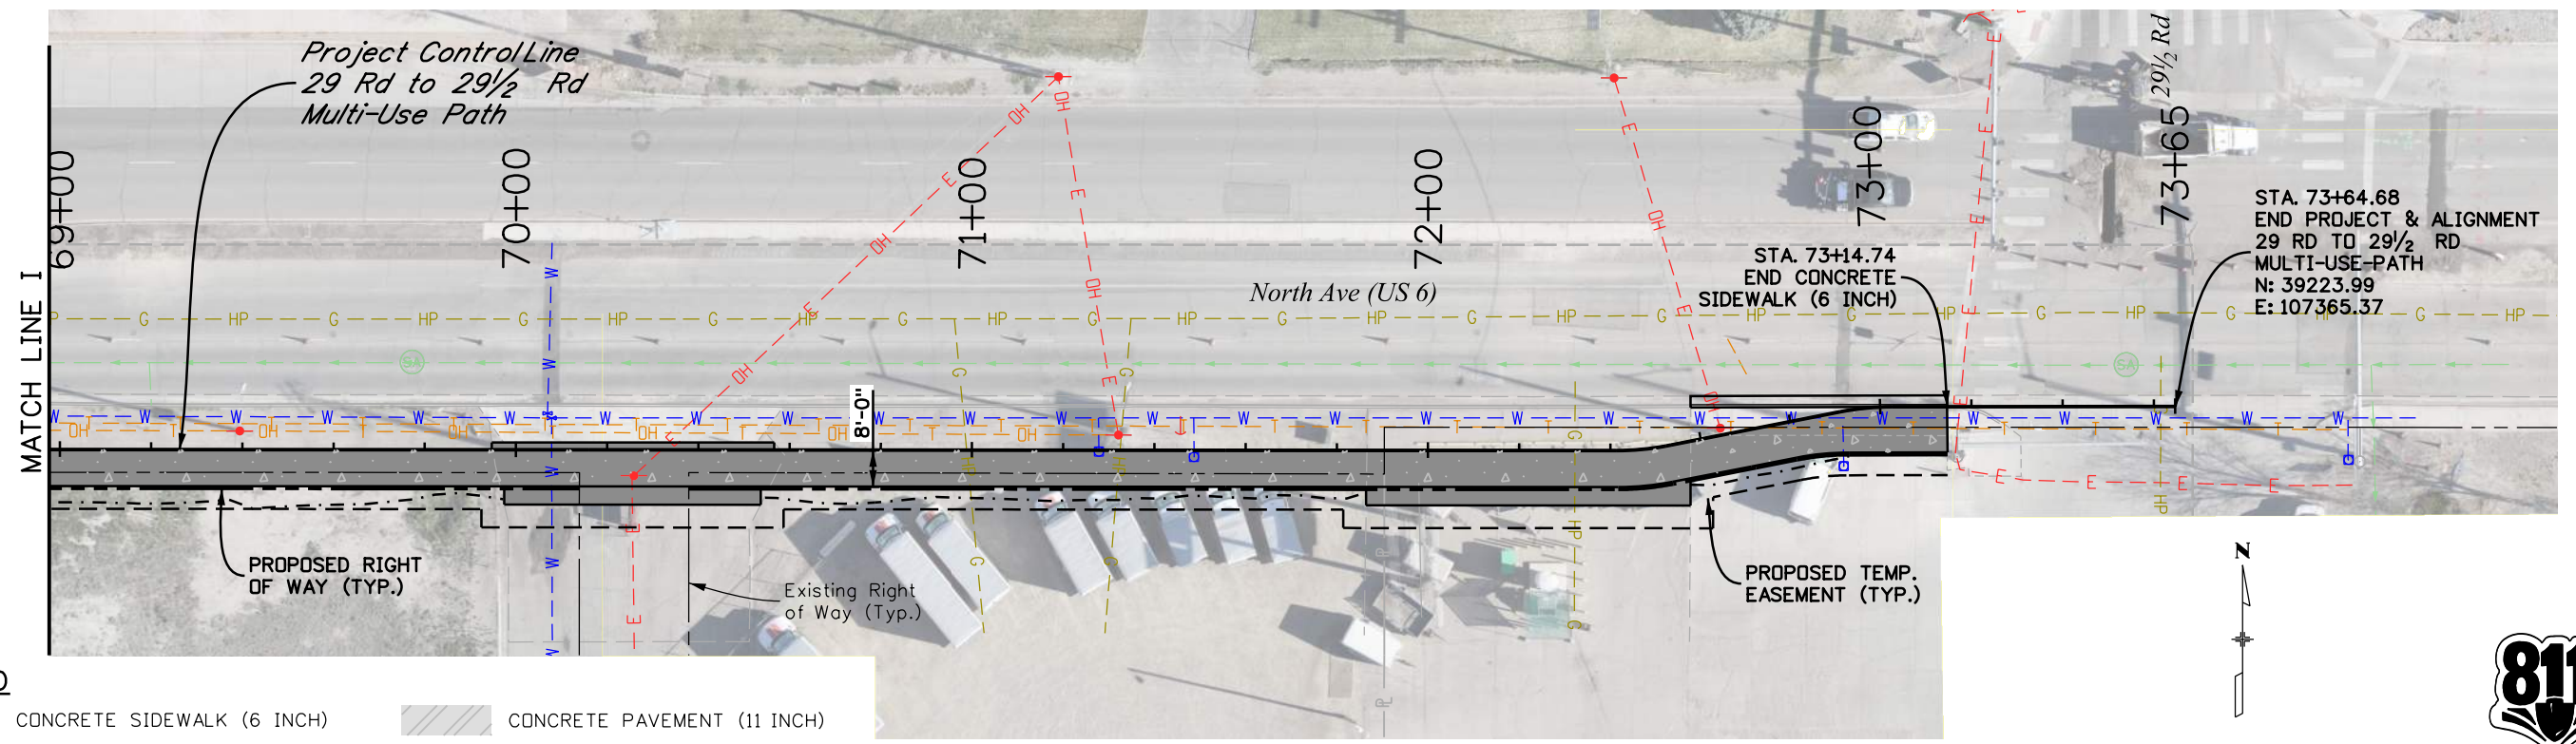 Project Control Line
29 Rd to 29½ Rd
Multi-Use Path
MATCH LINE I
69+00
70+00
71+00
72+00
73+00
73+65
29½ Rd
STA. 73+64.68
END PROJECT & ALIGNMENT
29 RD TO 29½ RD
MULTI-USE-PATH
N: 39223.99
E: 107365.37
STA. 73+14.74
END CONCRETE
SIDEWALK (6 INCH)
North Ave (US 6)
8'-0"
PROPOSED RIGHT
OF WAY (TYP.)
Existing Right
of Way (Typ.)
PROPOSED TEMP.
EASEMENT (TYP.)
N
811
CONCRETE SIDEWALK (6 INCH)
CONCRETE PAVEMENT (11 INCH)